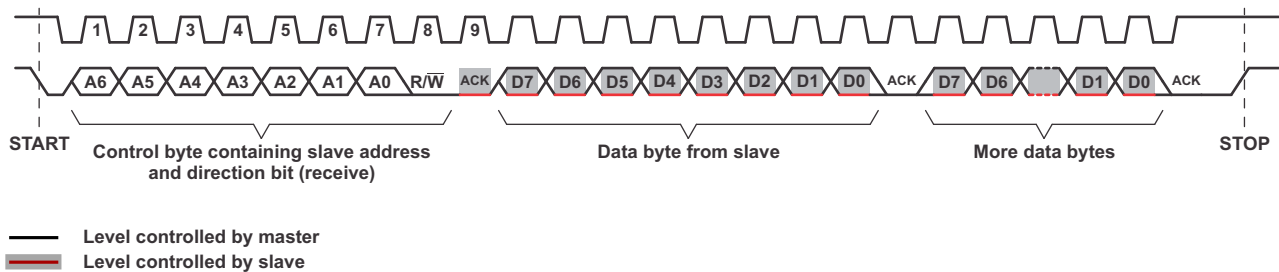 1 2 3 4 5 6 7 8 9
A6 A5 A4 A3 A2 A1 A0 R/W̅ ACK D7 D6 D5 D4 D3 D2 D1 D0 ACK D7 D6 D1 D0 ACK
START
Control byte containing slave address
and direction bit (receive)
Data byte from slave
More data bytes
STOP
Level controlled by master
Level controlled by slave